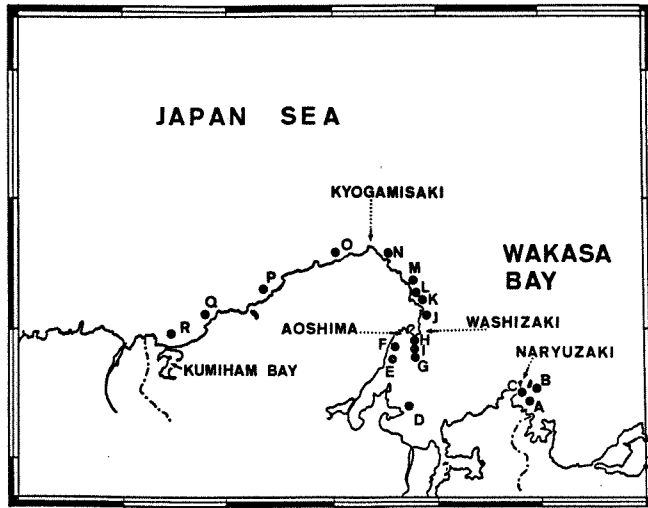 JAPAN SEA
KYOGAMISAKI
O
N
WAKASA
BAY
M
P
L
K
Q
J
AOSHIMA
WASHIZAKI
R
H
F
I
NARYUZAKI
E
G
KUMIHAM BAY
C
B
A
D